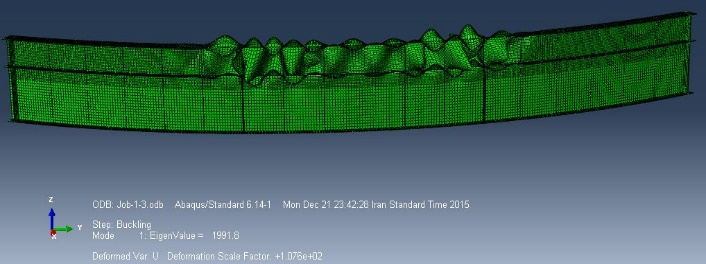 Z
Y
X
ODB: Job-1-3.odb Abaqus/Standard 6.14-1 Mon Dec 21 23:42:28 Iran Standard Time 2015
Step: Buckling
Mode 1: EigenValue = 1991.8
Deformed Var: U Deformation Scale Factor: +1.076e+02